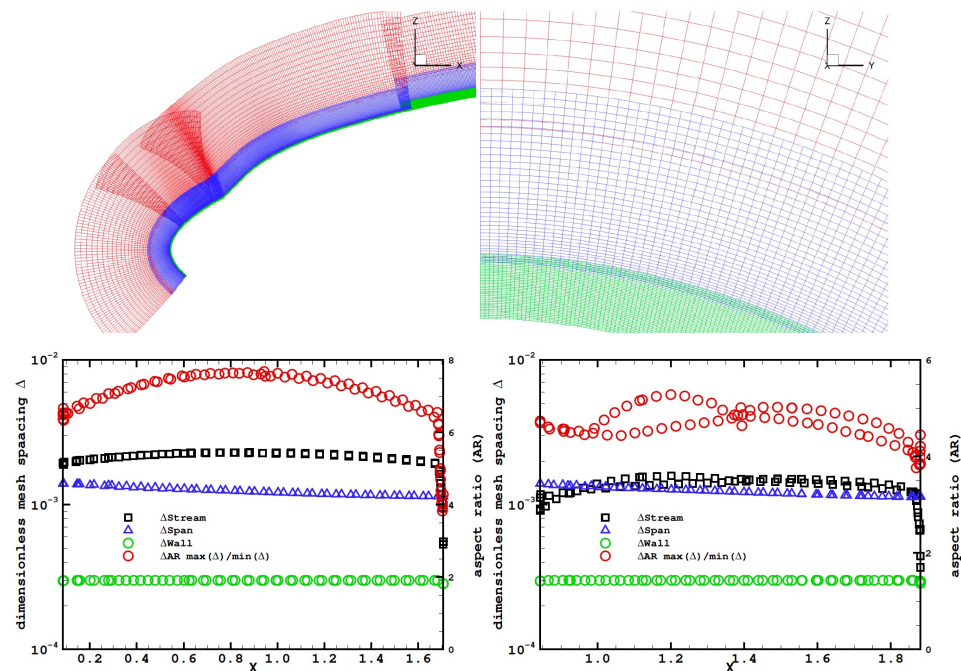 Z
X
Z
X
Y
10⁻²
10⁻³
10⁻⁴
dimensionless mesh spaacing Δ
8
6
4
2
0
aspect ratio (AR)
ΔStream
ΔSpan
ΔWall
ΔAR max(Δ)/min(Δ)
0.2 0.4 0.6 0.8 1.0 1.2 1.4 1.6
X
10⁻²
10⁻³
10⁻⁴
dimensionless mesh spaacing Δ
6
4
2
0
aspect ratio (AR)
ΔStream
ΔSpan
ΔWall
ΔAR max(Δ)/min(Δ)
1.0 1.2 1.4 1.6 1.8
X